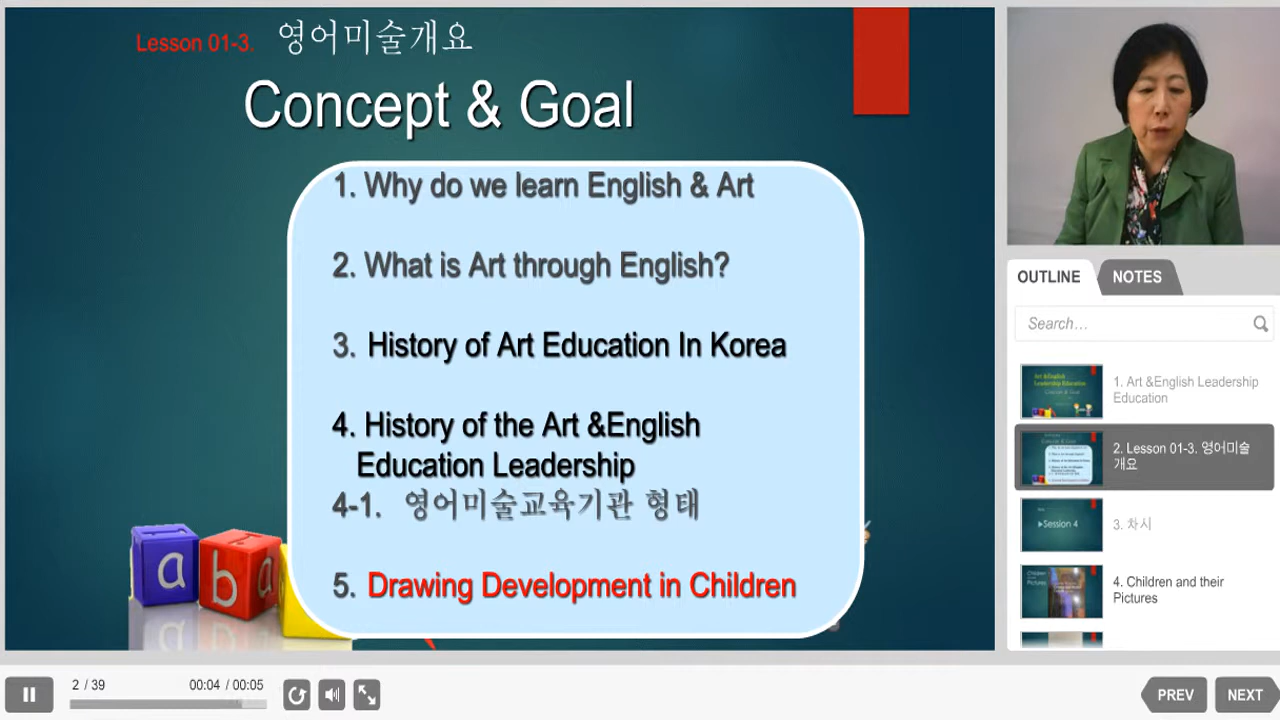 Lesson 01-3. 영어미술개요
Concept & Goal
1. Why do we learn English & Art
2. What is Art through English?
3. History of Art Education In Korea
4. History of the Art &English
Education Leadership
4-1. 영어미술교육기관 형태
5. Drawing Development in Children
a
b
a
OUTLINE
NOTES
Search...
1. Art &English Leadership
Education
2. Lesson 01-3. 영어미술
개요
▶Session 4
3. 차시
4. Children and their
Pictures
2 / 39
00:04 / 00:05
PREV
NEXT